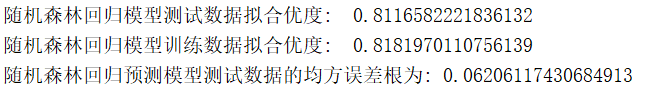 随机森林回归模型测试数据拟合优度: 0.8116582221836132
随机森林回归模型训练数据拟合优度: 0.8181970110756139
随机森林回归预测模型测试数据的均方误差根为: 0.06206117430684913